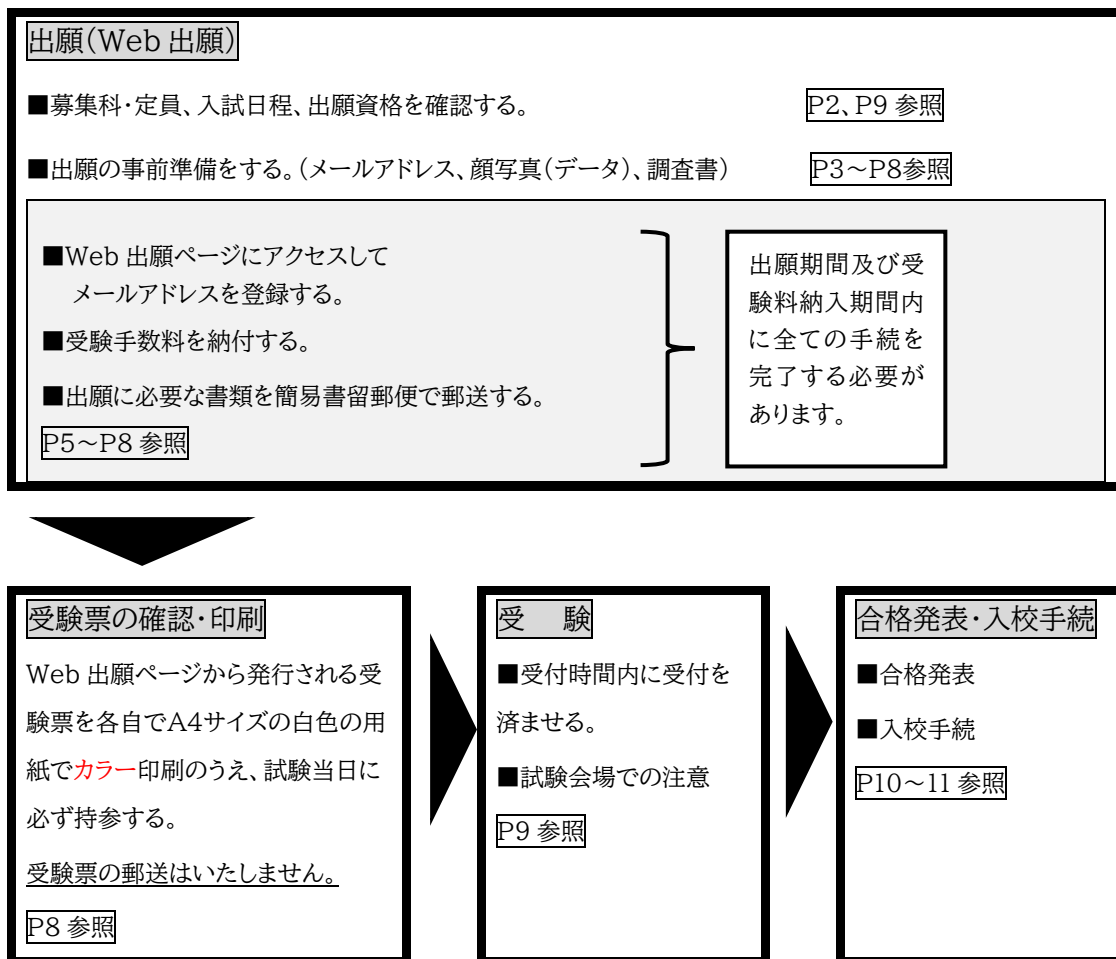 出願(Web 出願)
■募集科・定員、入試日程、出願資格を確認する。 P2、P9 参照
■出願の事前準備をする。(メールアドレス、顔写真(データ)、調査書) P3～P8参照
■Web 出願ページにアクセスして
メールアドレスを登録する。
■受験手数料を納付する。
■出願に必要な書類を簡易書留郵便で郵送する。
P5～P8 参照
出願期間及び受
験料納入期間内
に全ての手続を
完了する必要が
あります。
受験票の確認・印刷
Web 出願ページから発行される受
験票を各自でA4サイズの白色の用
紙でカラー印刷のうえ、試験当日に
必ず持参する。
受験票の郵送はいたしません。
P8 参照
受 験
■受付時間内に受付を
済ませる。
■試験会場での注意
P9 参照
合格発表・入校手続
■合格発表
■入校手続
P10～11 参照